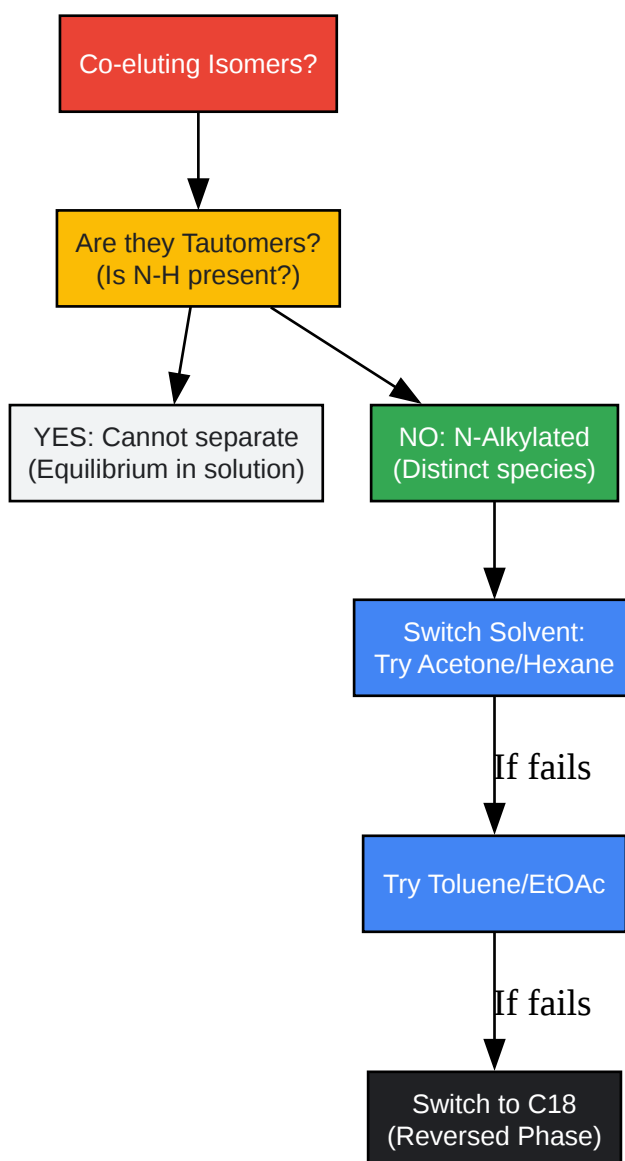 Co-eluting Isomers?
Are they Tautomers?
(Is N-H present?)
YES: Cannot separate
(Equilibrium in solution)
NO: N-Alkylated
(Distinct species)
Switch Solvent:
Try Acetone/Hexane
If fails
Try Toluene/EtOAc
If fails
Switch to C18
(Reversed Phase)